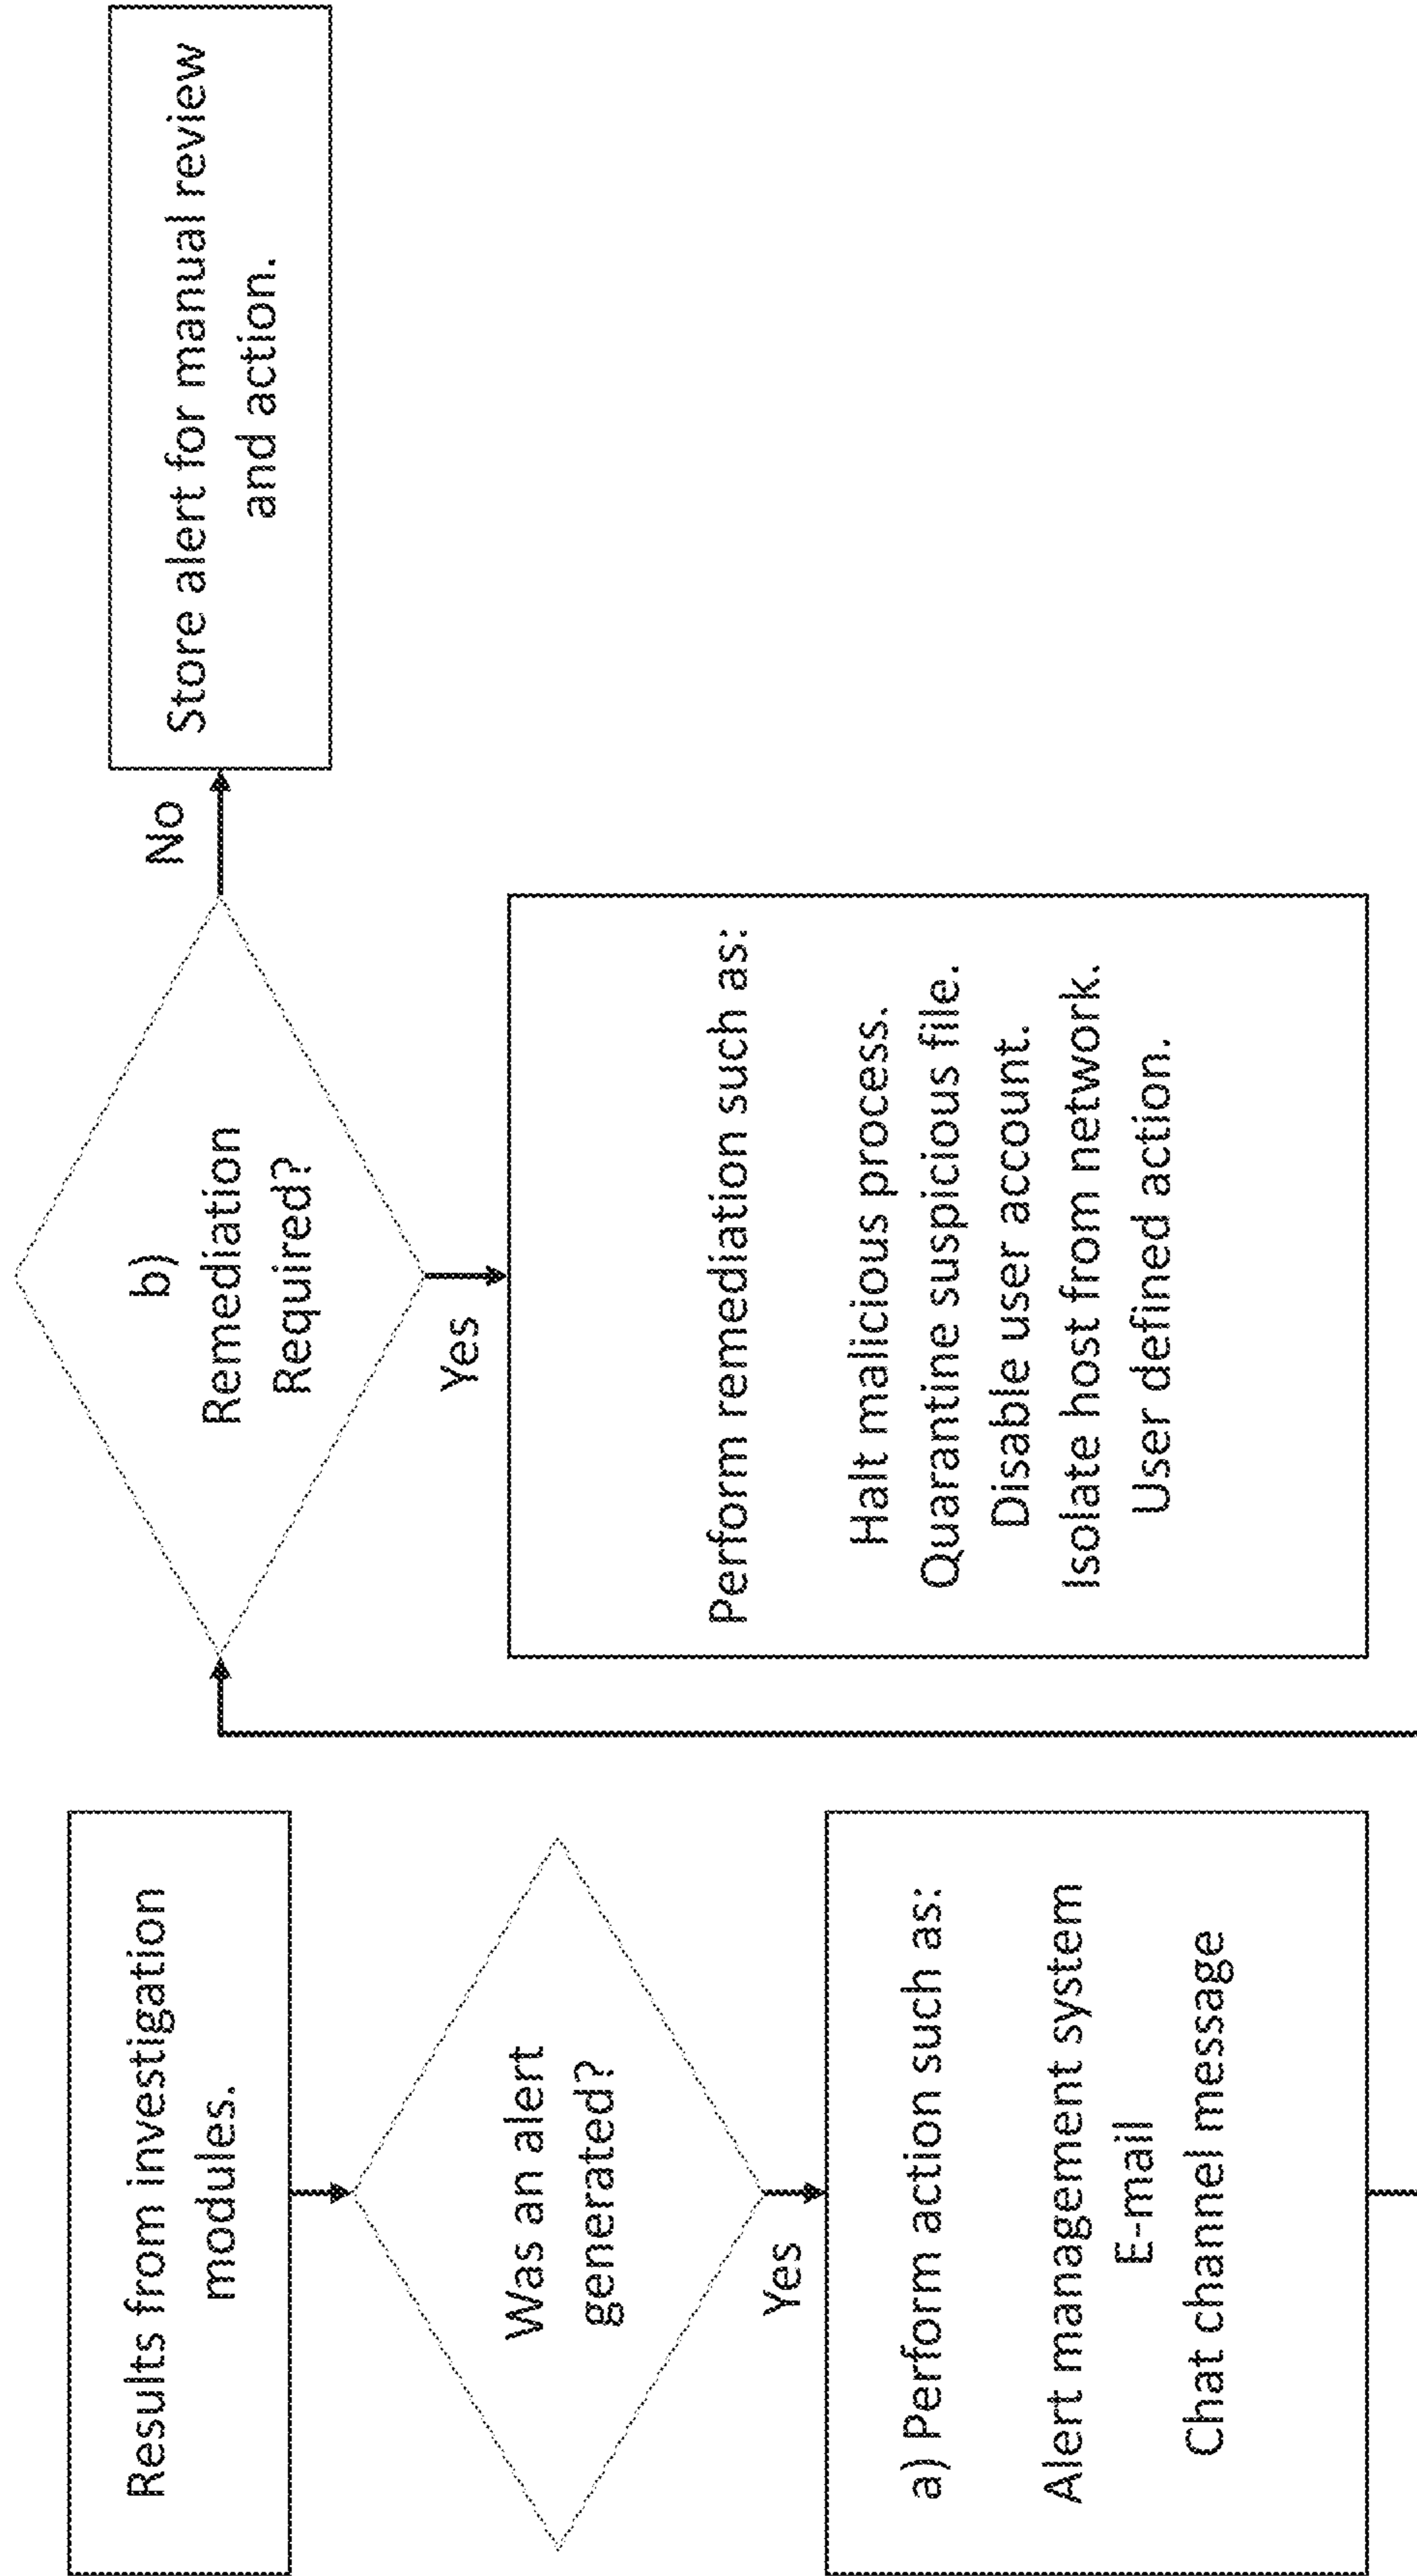 Results from investigation
modules.
Was an alert
generated?
Yes
a) Perform action such as:
Alert management system
E-mail
Chat channel message
b)
Remediation
Required?
No
Store alert for manual review
and action.
Yes
Perform remediation such as:
Halt malicious process.
Quarantine suspicious file.
Disable user account.
Isolate host from network.
User defined action.